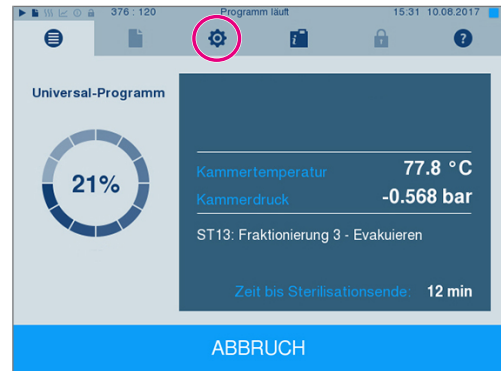 376 : 120 Programm läuft 15:31 10.08.2017
Universal-Programm
21%
Kammertemperatur 77.8 °C
Kammerdruck -0.568 bar
ST13: Fraktionierung 3 - Evakuieren
Zeit bis Sterilisationsende: 12 min
ABBRUCH